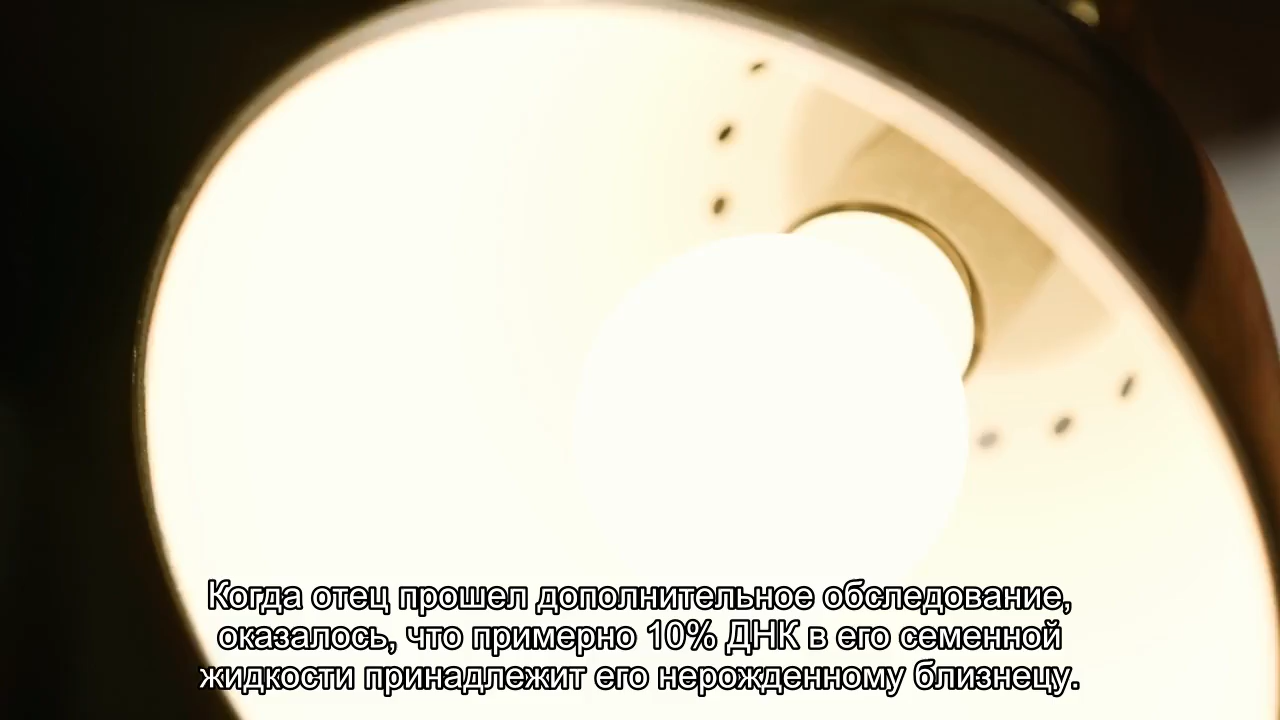 Когда отец прошел дополнительное обследование,
оказалось, что примерно 10% ДНК в его семенной
жидкости принадлежит его нерожденному близнецу.